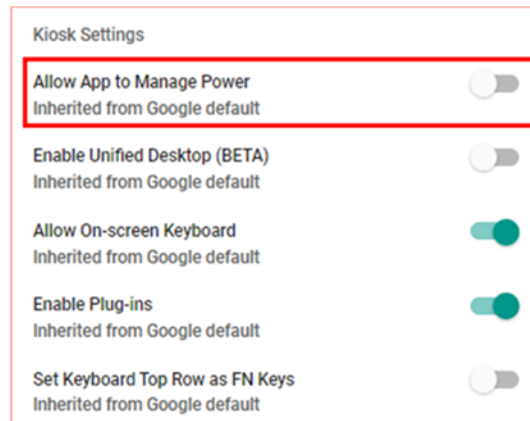 Kiosk Settings
Allow App to Manage Power
Inherited from Google default
Enable Unified Desktop (BETA)
Inherited from Google default
Allow On-screen Keyboard
Inherited from Google default
Enable Plug-ins
Inherited from Google default
Set Keyboard Top Row as FN Keys
Inherited from Google default